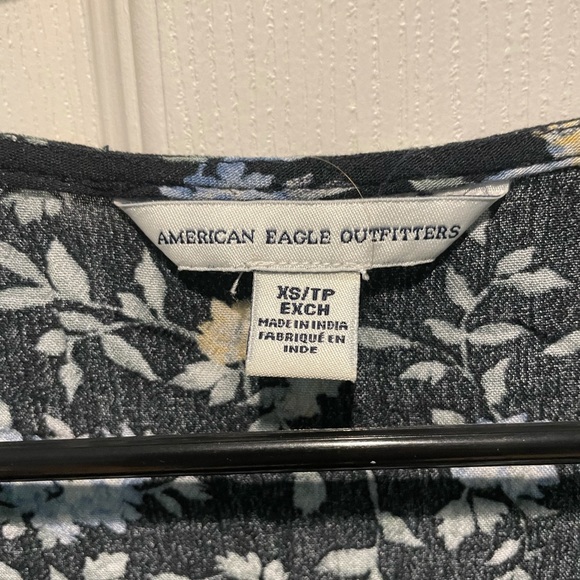 AMERICAN EAGLE OUTFITTERS
XS/TP
EXCH
MADE IN INDIA
FABRIQUÉ EN
INDE